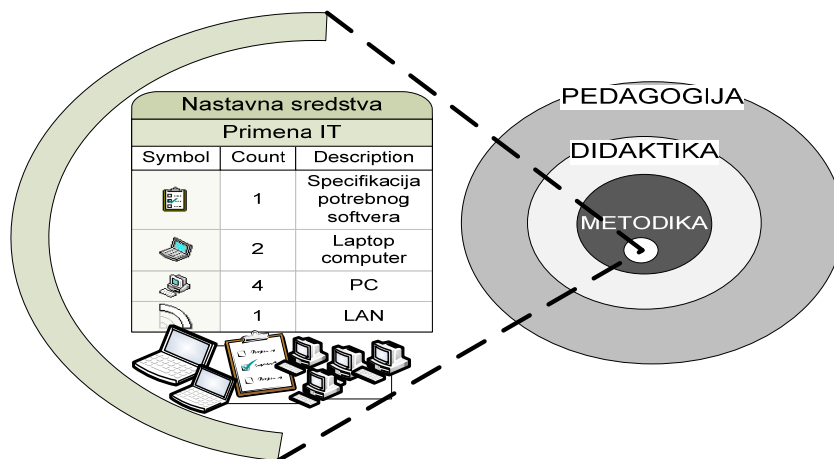 Nastavna sredstva
Primena IT
Symbol Count Description
1 Specifikacija
potrebnog
softvera
2 Laptop
computer
4 PC
1 LAN
PEDAGOGIJA
DIDAKTIKA
METODIKA